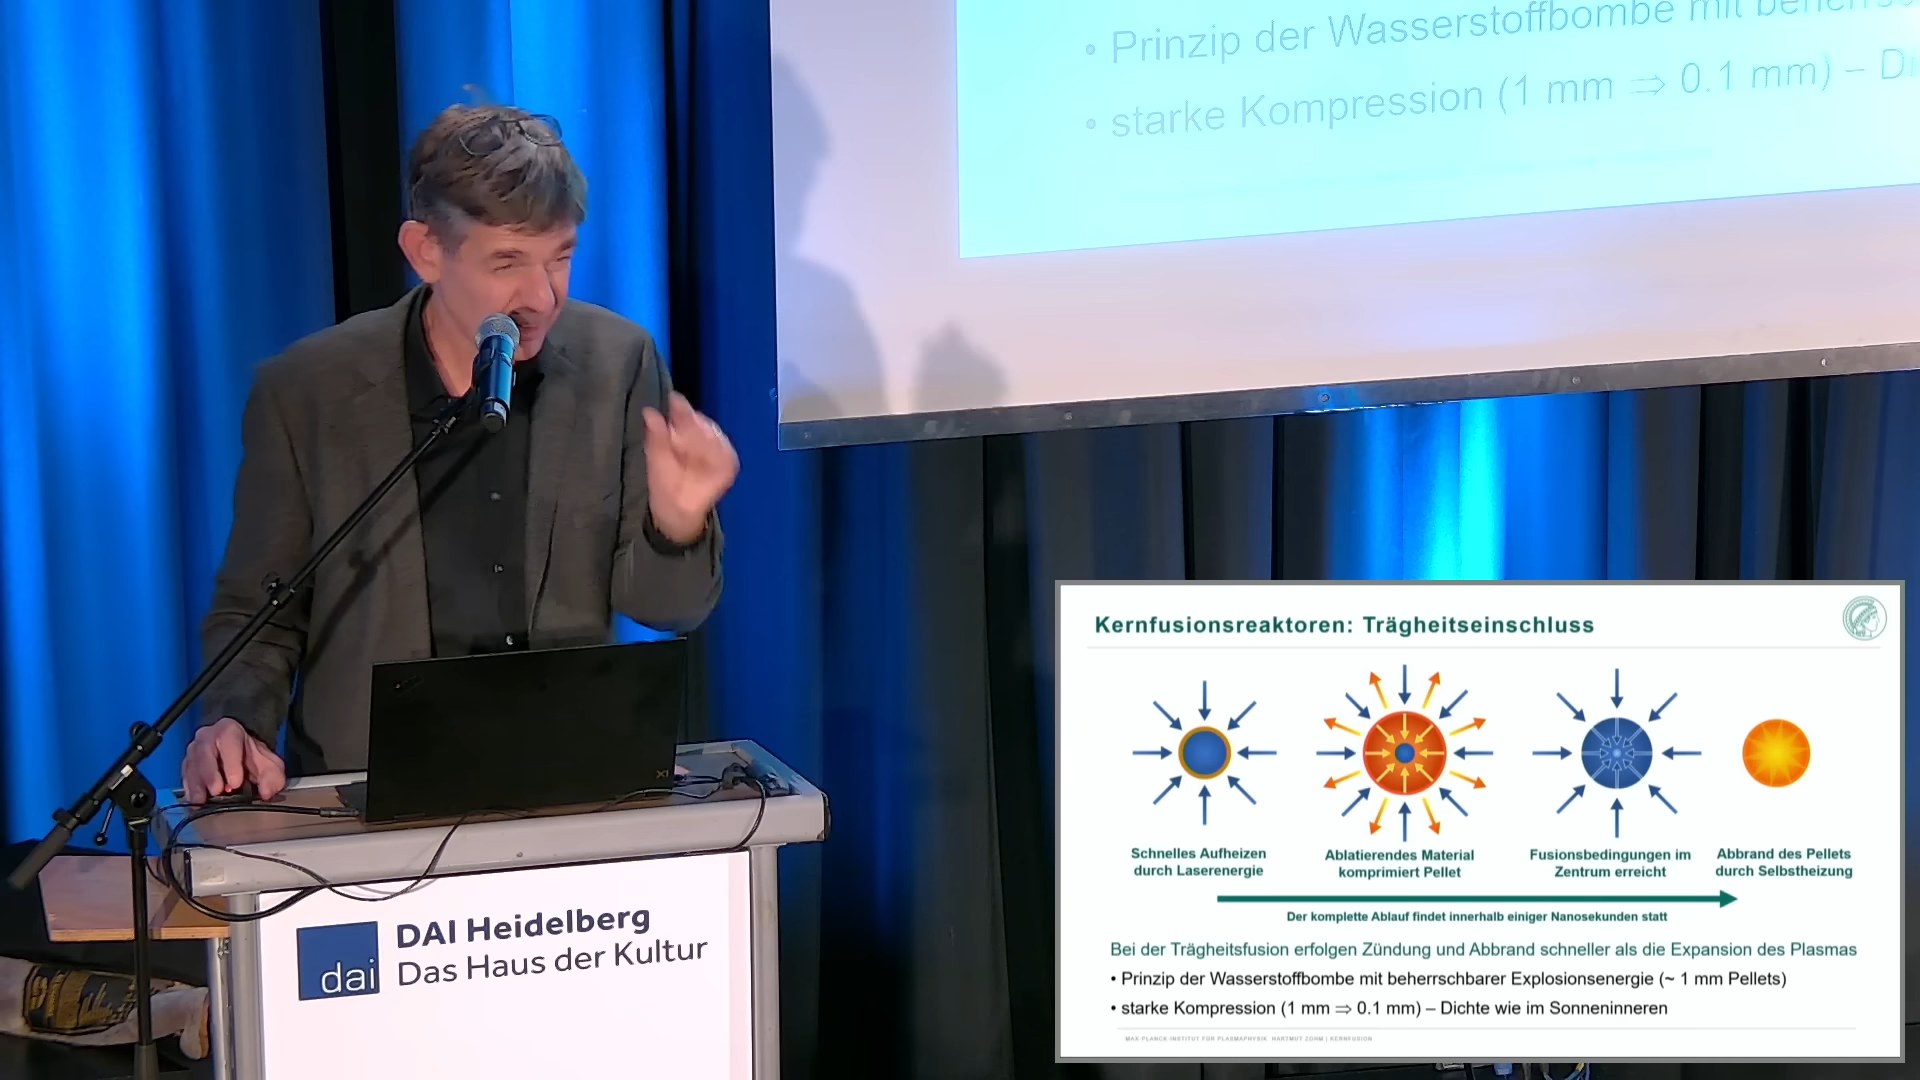 Prinzip der Wasserstoffbombe mit
• starke Kompression (1 mm ⇒ 0.1 mm) –
Kernfusionsreaktoren: Trägheitseinschluss
Schnelles Aufheizen
durch Laserenergie
Ablatierendes Material
komprimiert Pellet
Fusionsbedingungen im
Zentrum erreicht
Abbrand des Pellets
durch Selbstheizung
Der komplette Ablauf findet innerhalb einiger Nanosekunden statt
Bei der Trägheitsfusion erfolgen Zündung und Abbrand schneller als die Expansion des Plasmas
• Prinzip der Wasserstoffbombe mit beherrschbarer Explosionsenergie (~ 1 mm Pellets)
• starke Kompression (1 mm ⇒ 0.1 mm) – Dichte wie im Sonneninneren
MAX-PLANCK-INSTITUT FÜR PLASMAPHYSIK, HARTMUT ZOHM | KERNFUSION
X1
dai
DAI Heidelberg
Das Haus der Kultur